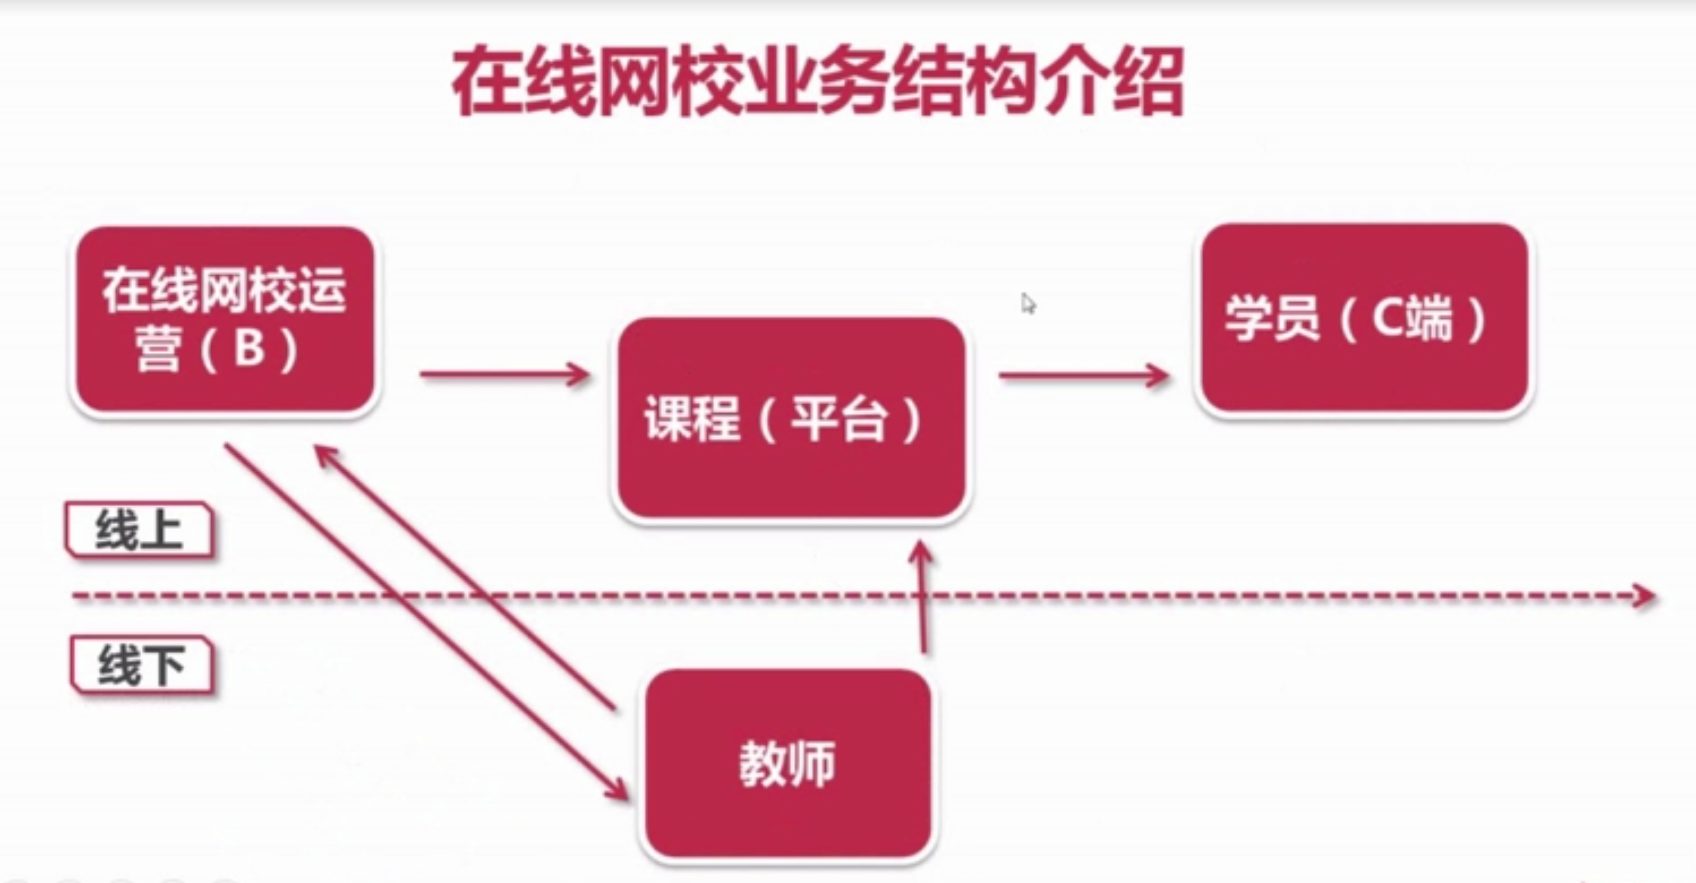 在线网校业务结构介绍
在线网校运
营（B）
学员（C端）
课程（平台）
线上
线下
教师